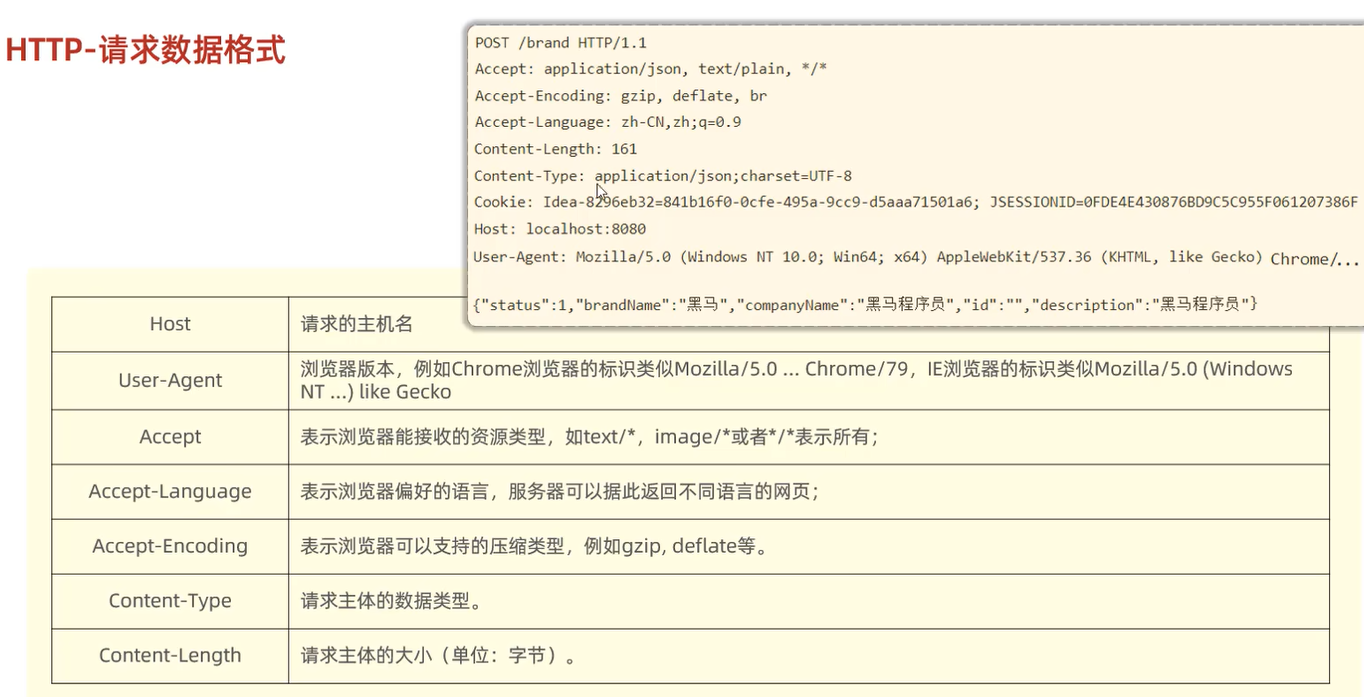 HTTP-请求数据格式
POST /brand HTTP/1.1
Accept: application/json, text/plain, */*
Accept-Encoding: gzip, deflate, br
Accept-Language: zh-CN,zh;q=0.9
Content-Length: 161
Content-Type: application/json;charset=UTF-8
Cookie: Idea-8296eb32=841b16f0-0cfe-495a-9cc9-d5aaa71501a6; JSESSIONID=0FDE4E430876BD9C5C955F061207386F
Host: localhost:8080
User-Agent: Mozilla/5.0 (Windows NT 10.0; Win64; x64) AppleWebKit/537.36 (KHTML, like Gecko) Chrome/...
{"status":1,"brandName":"黑马","companyName":"黑马程序员","id":"","description":"黑马程序员"}
Host 请求的主机名
User-Agent 浏览器版本，例如Chrome浏览器的标识类似Mozilla/5.0 ... Chrome/79，IE浏览器的标识类似Mozilla/5.0 (Windows
NT ...) like Gecko
Accept 表示浏览器能接收的资源类型，如text/*，image/*或者*/*表示所有；
Accept-Language 表示浏览器偏好的语言，服务器可以据此返回不同语言的网页；
Accept-Encoding 表示浏览器可以支持的压缩类型，例如gzip, deflate等。
Content-Type 请求主体的数据类型。
Content-Length 请求主体的大小（单位：字节）。